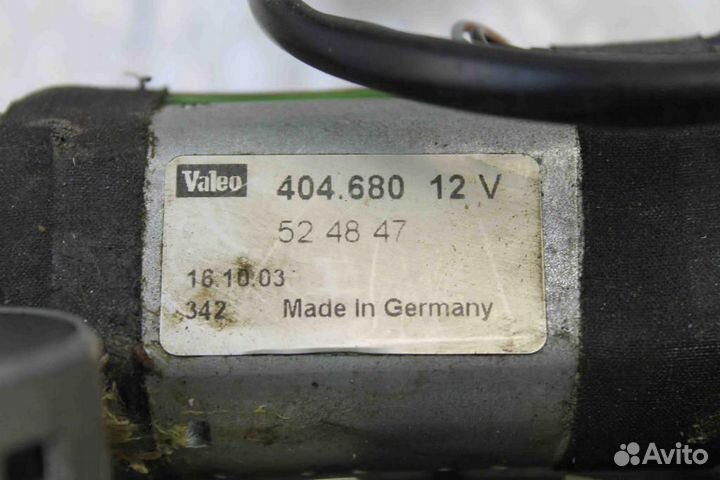 Valeo 404.680 12 V
52 48 47
16.10.03
342 Made in Germany
Avito